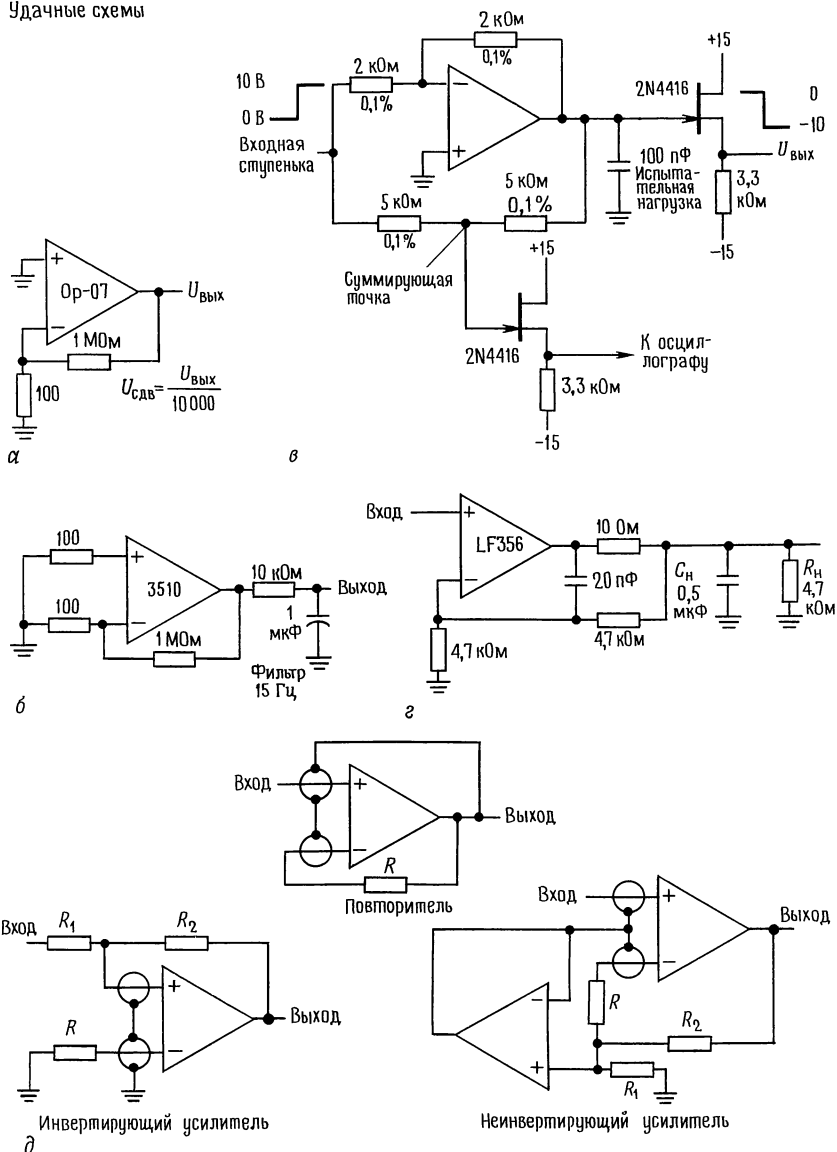 Удачные схемы
2 кОм
0,1%
2 кОм
0,1%
10 В
0 В
Входная
ступенька
−
+
+15
2N4416
0
−10
Uвых
100 пФ
Испыта-
тельная
нагрузка
3,3
кОм
−15
5 кОм
0,1%
5 кОм
0,1%
Суммирующая
точка
+15
2N4416
К осцил-
лографу
3,3 кОм
−15
в
+
Op-07
−
Uвых
1 МОм
100
Uсдв= Uвых
10 000
а
100
+
3510
−
100
1 МОм
10 кОм
Выход
1
мкФ
Фильтр
15 Гц
б
Вход
+
LF356
−
10 Ом
20 пФ
4,7 кОм
4,7 кОм
Cн
0,5
мкФ
Rн
4,7
кОм
г
Вход
+
−
Выход
R
Повторитель
Вход
R1
R2
+
−
R
Выход
Инвертирующий усилитель
Вход
+
−
Выход
−
+
R
R2
R1
Неинвертирующий усилитель
д